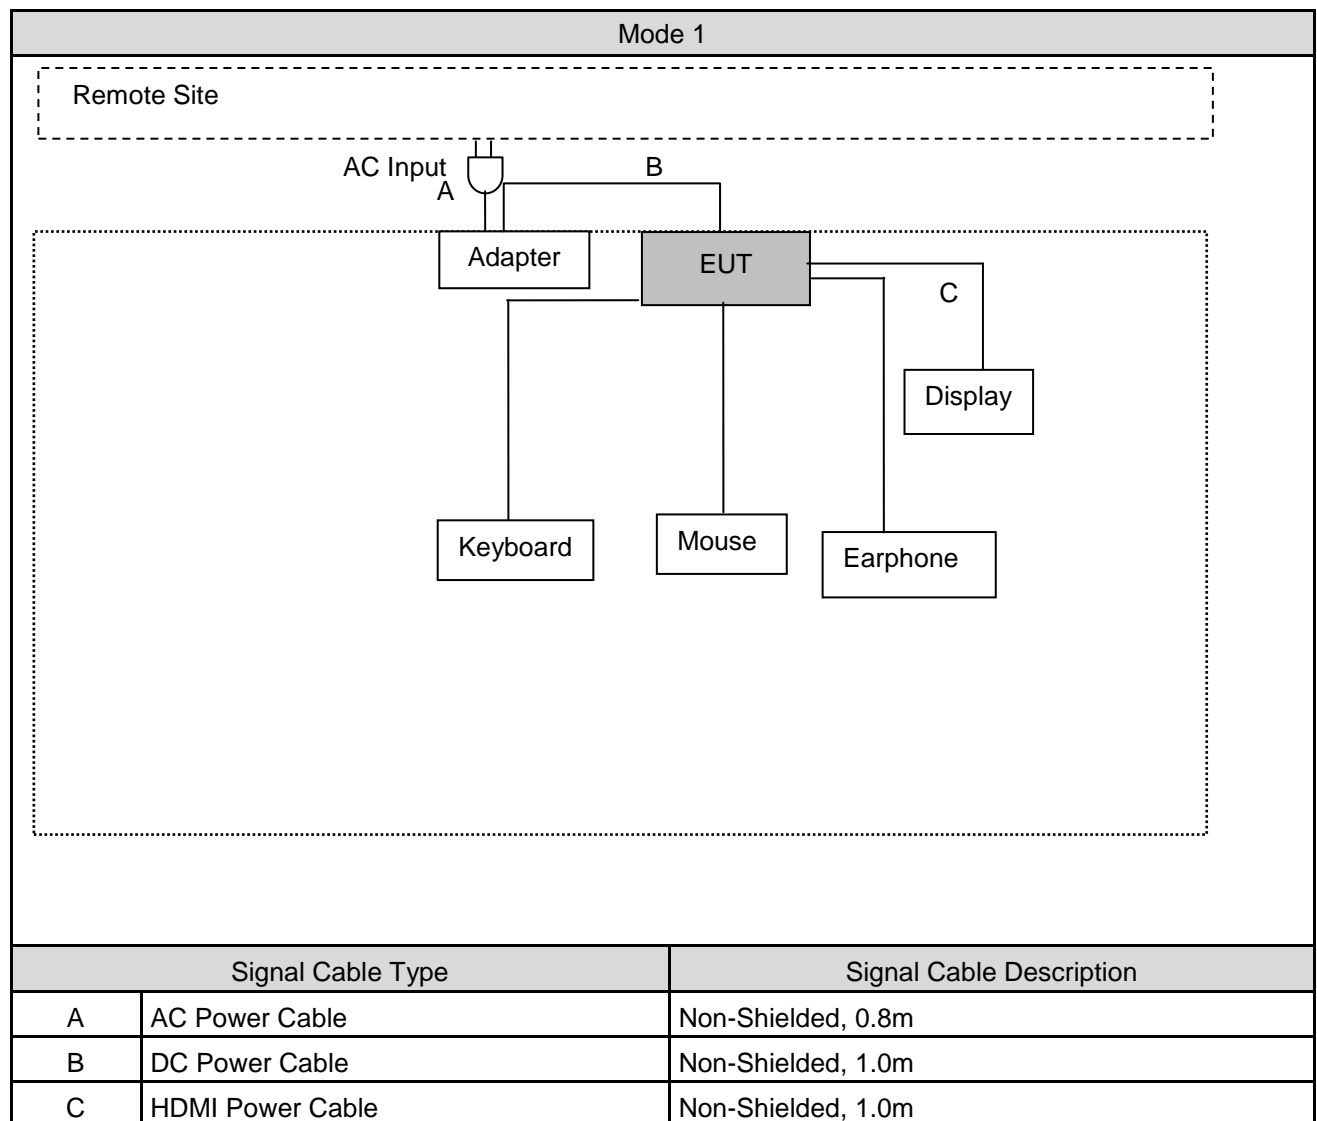 Mode 1
Remote Site
AC Input
A
B
Adapter
EUT
C
Display
Keyboard
Mouse
Earphone
Signal Cable Type Signal Cable Description
A AC Power Cable Non-Shielded, 0.8m
B DC Power Cable Non-Shielded, 1.0m
C HDMI Power Cable Non-Shielded, 1.0m